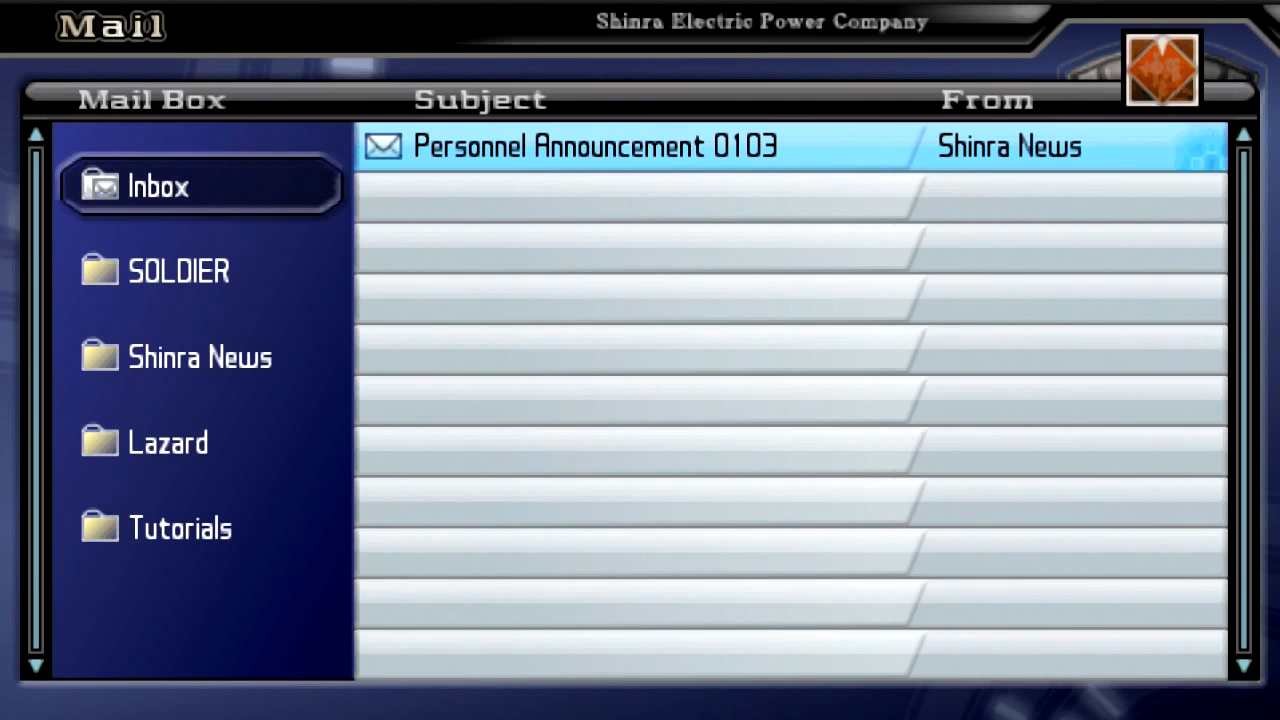 Mail
Shinra Electric Power Company
Mail Box
Subject
From
Inbox
SOLDIER
Shinra News
Lazard
Tutorials
Personnel Announcement 0103
Shinra News